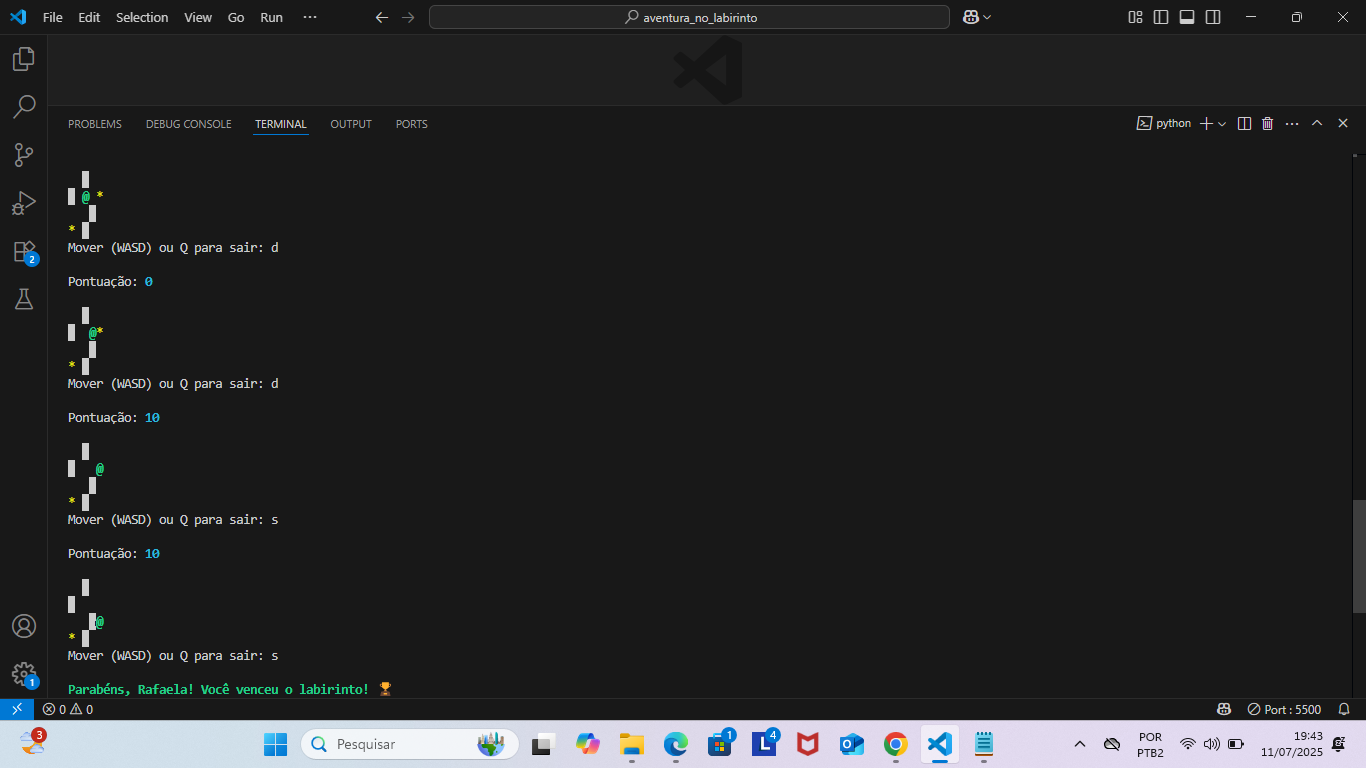 File Edit Selection View Go Run ··· aventura_no_labirinto
PROBLEMS DEBUG CONSOLE TERMINAL OUTPUT PORTS python
@ *
*
Mover (WASD) ou Q para sair: d
Pontuação: 0
@*
*
Mover (WASD) ou Q para sair: d
Pontuação: 10
@
*
Mover (WASD) ou Q para sair: s
Pontuação: 10
@
*
Mover (WASD) ou Q para sair: s
Parabéns, Rafaela! Você venceu o labirinto! 🏆
2
1
0 0 Port : 5500
3 Pesquisar 1 L 4 POR 19:43
PTB2 11/07/2025